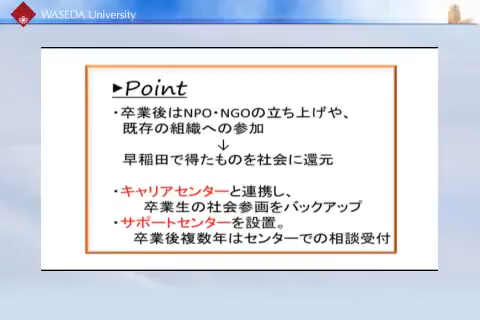 WASEDA University
▶Point
・卒業後はNPO・NGOの立ち上げや、
既存の組織への参加
↓
早稲田で得たものを社会に還元
・キャリアセンターと連携し、
卒業生の社会参画をバックアップ
・サポートセンターを設置。
卒業後複数年はセンターでの相談受付